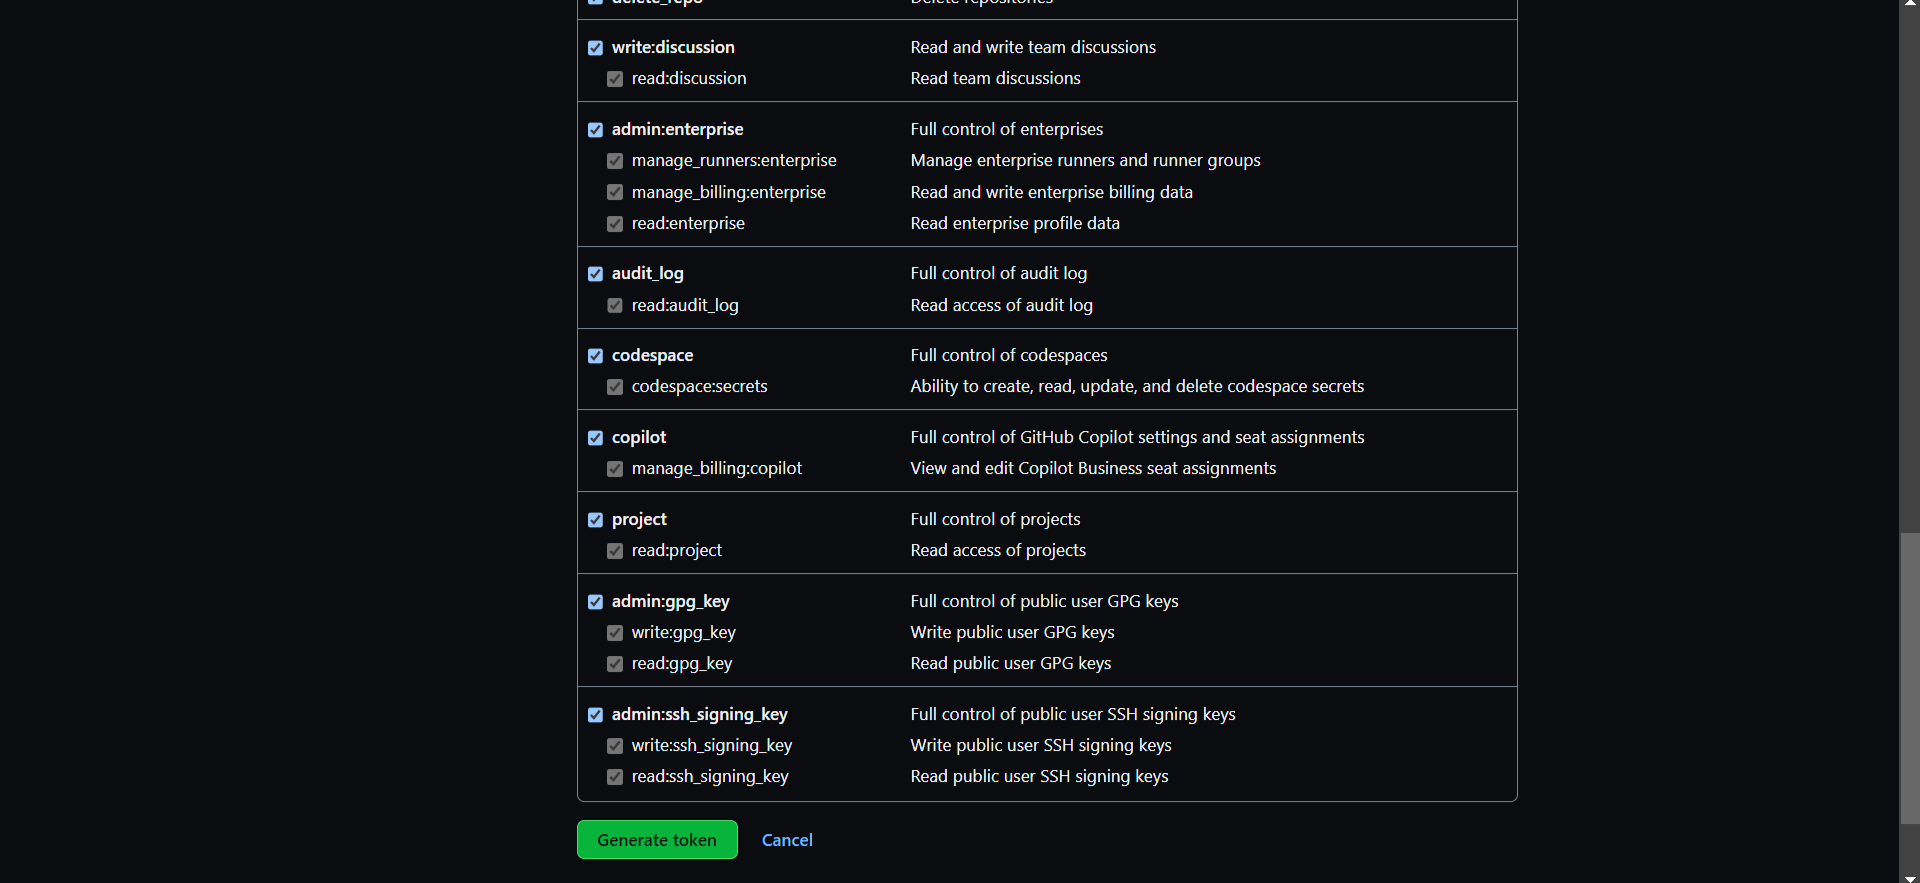 delete_repo Delete repositories
write:discussion Read and write team discussions
read:discussion Read team discussions
admin:enterprise Full control of enterprises
manage_runners:enterprise Manage enterprise runners and runner groups
manage_billing:enterprise Read and write enterprise billing data
read:enterprise Read enterprise profile data
audit_log Full control of audit log
read:audit_log Read access of audit log
codespace Full control of codespaces
codespace:secrets Ability to create, read, update, and delete codespace secrets
copilot Full control of GitHub Copilot settings and seat assignments
manage_billing:copilot View and edit Copilot Business seat assignments
project Full control of projects
read:project Read access of projects
admin:gpg_key Full control of public user GPG keys
write:gpg_key Write public user GPG keys
read:gpg_key Read public user GPG keys
admin:ssh_signing_key Full control of public user SSH signing keys
write:ssh_signing_key Write public user SSH signing keys
read:ssh_signing_key Read public user SSH signing keys
Generate token Cancel